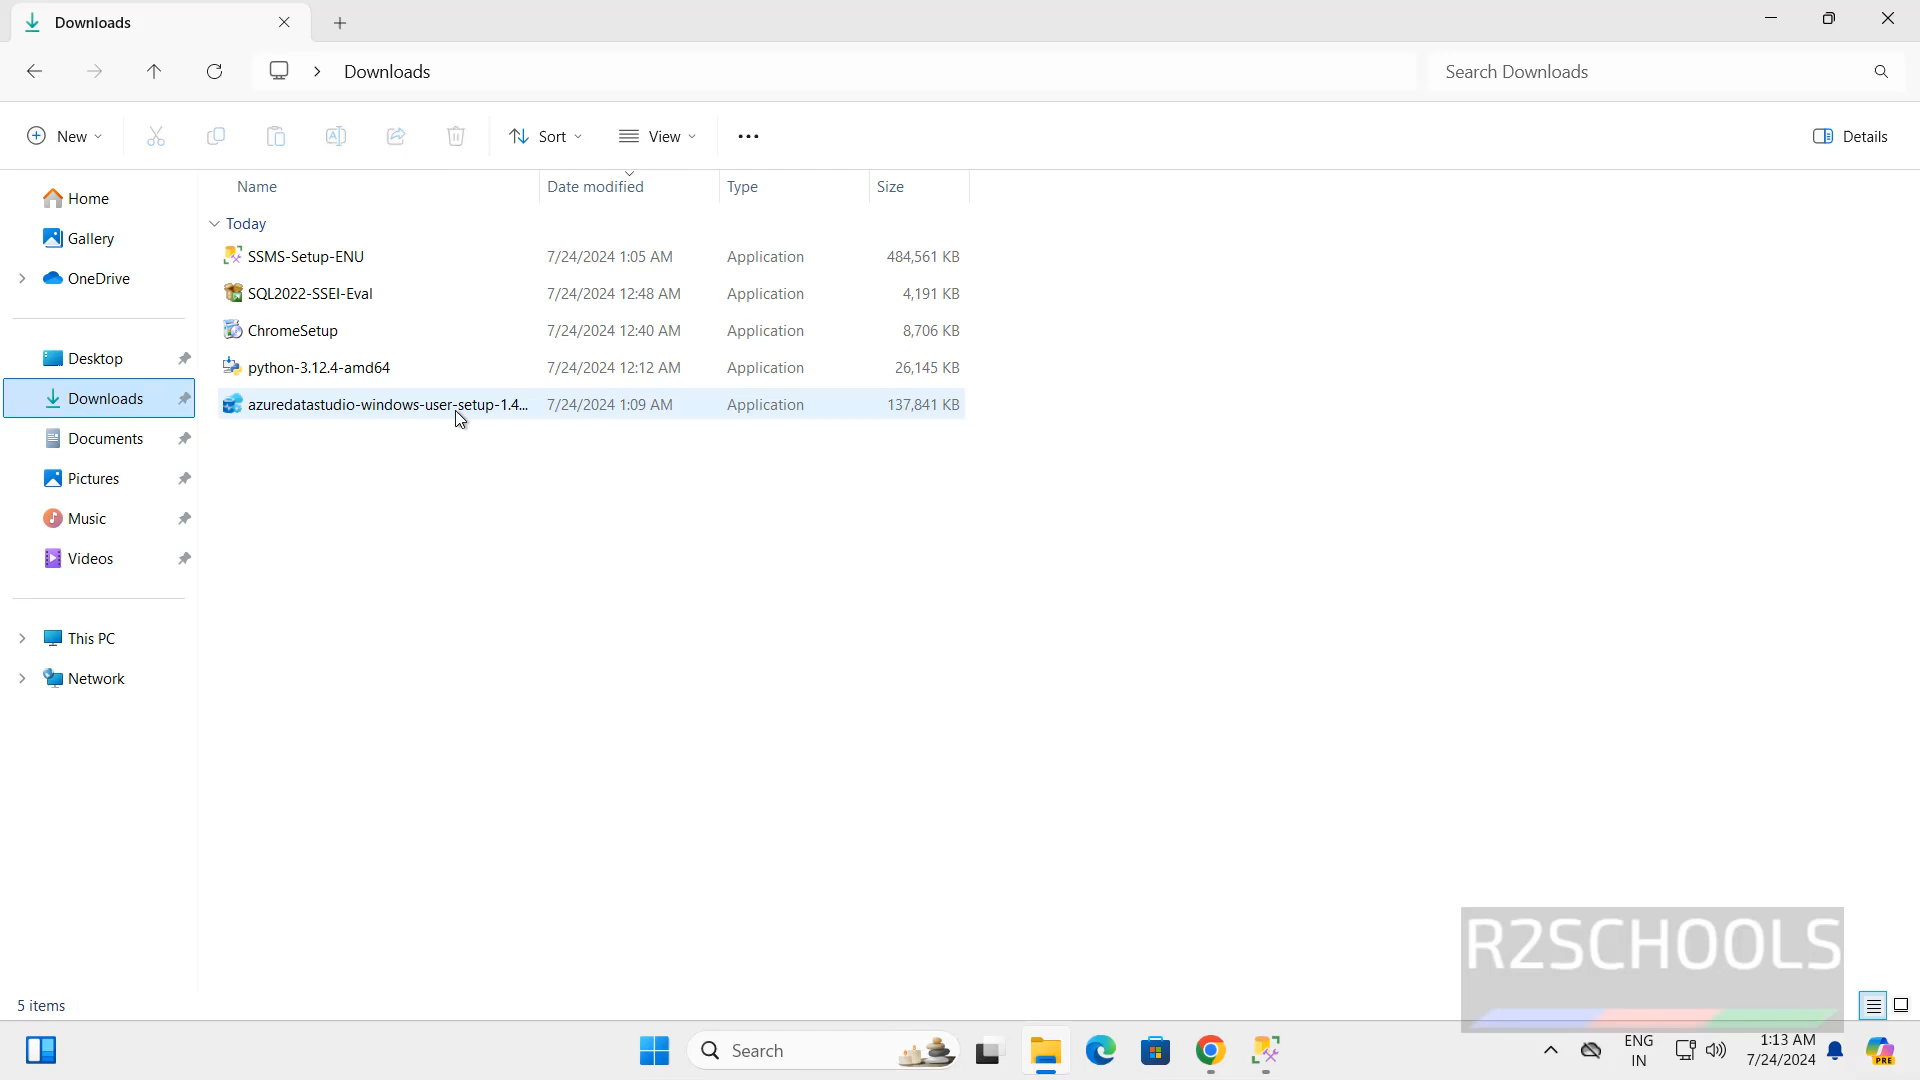 Downloads
Downloads
Search Downloads
New
Sort
View
Details
Name Date modified Type Size
Today
SSMS-Setup-ENU 7/24/2024 1:05 AM Application 484,561 KB
SQL2022-SSEI-Eval 7/24/2024 12:48 AM Application 4,191 KB
ChromeSetup 7/24/2024 12:40 AM Application 8,706 KB
python-3.12.4-amd64 7/24/2024 12:12 AM Application 26,145 KB
azuredatastudio-windows-user-setup-1.4... 7/24/2024 1:09 AM Application 137,841 KB
Home
Gallery
OneDrive
Desktop
Downloads
Documents
Pictures
Music
Videos
This PC
Network
R2SCHOOLS
5 items
Search
ENG
IN
1:13 AM
7/24/2024
PRE